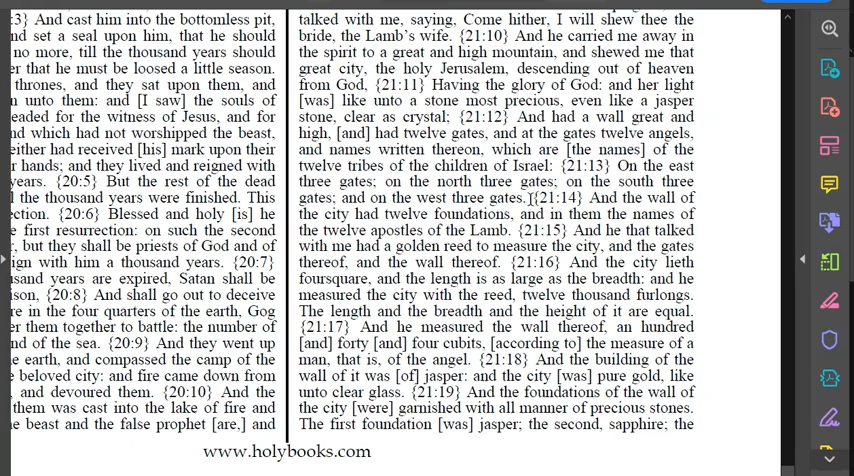 :3} And cast him into the bottomless pit,
nd set a seal upon him, that he should
no more, till the thousand years should
er that he must be loosed a little season.
thrones, and they sat upon them, and
n unto them: and [I saw] the souls of
eaded for the witness of Jesus, and for
nd which had not worshipped the beast,
either had received [his] mark upon their
r hands; and they lived and reigned with
years. {20:5} But the rest of the dead
l the thousand years were finished. This
ection. {20:6} Blessed and holy [is] he
e first resurrection: on such the second
r, but they shall be priests of God and of
ign with him a thousand years. {20:7}
usand years are expired, Satan shall be
ison, {20:8} And shall go out to deceive
re in the four quarters of the earth, Gog
er them together to battle: the number of
nd of the sea. {20:9} And they went up
e earth, and compassed the camp of the
e beloved city: and fire came down from
, and devoured them. {20:10} And the
them was cast into the lake of fire and
e beast and the false prophet [are,] and
talked with me, saying, Come hither, I will shew thee the
bride, the Lamb's wife. {21:10} And he carried me away in
the spirit to a great and high mountain, and shewed me that
great city, the holy Jerusalem, descending out of heaven
from God, {21:11} Having the glory of God: and her light
[was] like unto a stone most precious, even like a jasper
stone, clear as crystal; {21:12} And had a wall great and
high, [and] had twelve gates, and at the gates twelve angels,
and names written thereon, which are [the names] of the
twelve tribes of the children of Israel: {21:13} On the east
three gates; on the north three gates; on the south three
gates; and on the west three gates. {21:14} And the wall of
the city had twelve foundations, and in them the names of
the twelve apostles of the Lamb. {21:15} And he that talked
with me had a golden reed to measure the city, and the gates
thereof, and the wall thereof. {21:16} And the city lieth
foursquare, and the length is as large as the breadth: and he
measured the city with the reed, twelve thousand furlongs.
The length and the breadth and the height of it are equal.
{21:17} And he measured the wall thereof, an hundred
[and] forty [and] four cubits, [according to] the measure of a
man, that is, of the angel. {21:18} And the building of the
wall of it was [of] jasper: and the city [was] pure gold, like
unto clear glass. {21:19} And the foundations of the wall of
the city [were] garnished with all manner of precious stones.
The first foundation [was] jasper; the second, sapphire; the
www.holybooks.com